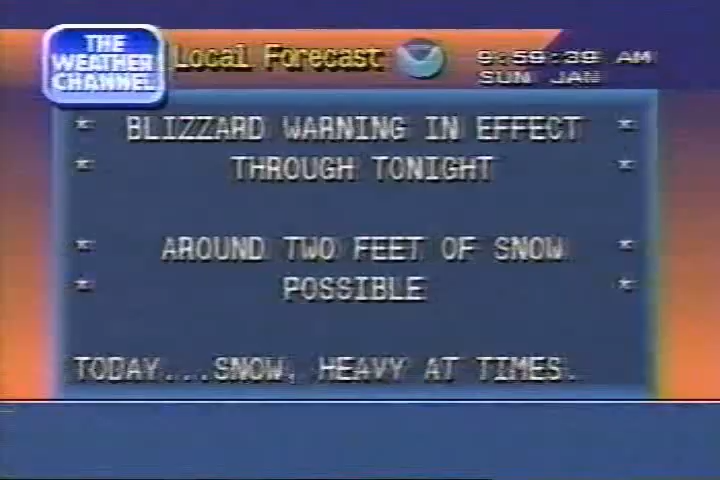 THE
WEATHER
CHANNEL
Local Forecast
9:59:39 AM
SUN JAN
* BLIZZARD WARNING IN EFFECT *
* THROUGH TONIGHT *
* AROUND TWO FEET OF SNOW *
* POSSIBLE *
TODAY...SNOW, HEAVY AT TIMES.